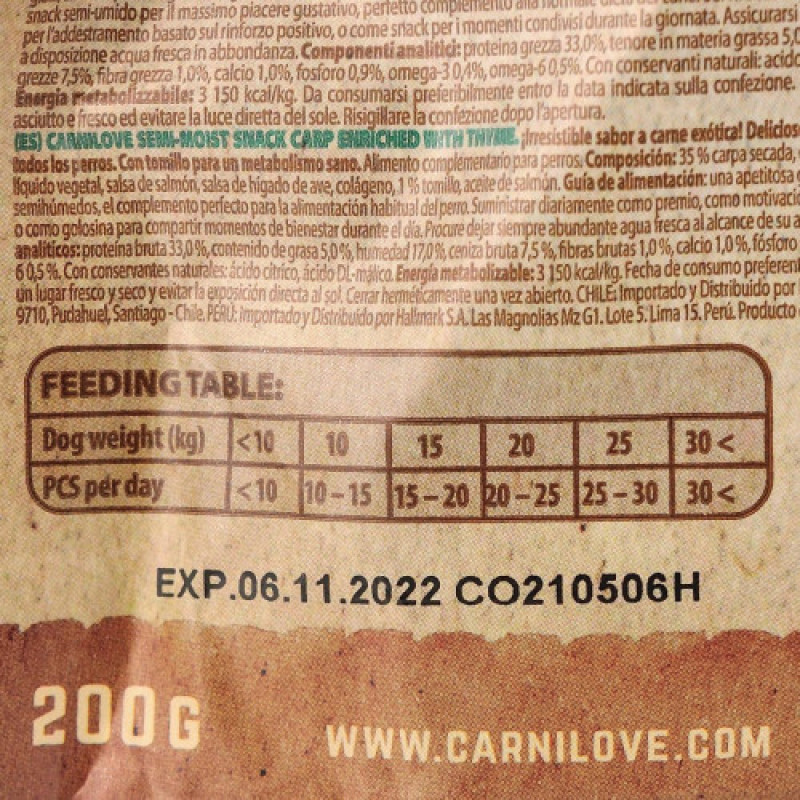 snack semi-umido per il massimo piacere gustativo, perfetto complemento alla normale
per l'addestramento basato sul rinforzo positivo, o come snack per i momenti condivisi durante la giornata. Assicurarsi
a disposizione acqua fresca in abbondanza. Componenti analitici: proteina grezza 33,0%, tenore in materia grassa 5,0
grezze 7,5%, fibra grezza 1,0%, calcio 1,0%, fosforo 0,9%, omega-3 0,4%, omega-6 0,5%. Con conservanti naturali: acido
Energia metabolizzabile: 3 150 kcal/kg. Da consumarsi preferibilmente entro la data indicata sulla confezione.
asciutto e fresco ed evitare la luce diretta del sole. Risigillare la confezione dopo l'apertura.
(ES) CARNILOVE SEMI-MOIST SNACK CARP ENRICHED WITH THYME. ¡Irresistible sabor a carne exótica! Delicios
todos los perros. Con tomillo para un metabolismo sano. Alimento complementario para perros. Composición: 35 % carpa secada,
líquido vegetal, salsa de salmón, salsa de hígado de ave, colágeno, 1 % tomillo, aceite de salmón. Guía de alimentación: una apetitosa
semihúmedos, el complemento perfecto para la alimentación habitual del perro. Suministrar diariamente como premio, como motivació
o como golosina para compartir momentos de bienestar durante el día. Procure dejar siempre abundante agua fresca al alcance de su a
analíticos: proteína bruta 33,0%, contenido de grasa 5,0%, humedad 17,0%, ceniza bruta 7,5 %, fibras brutas 1,0 %, calcio 1,0 %, fósforo
6 0,5 %. Con conservantes naturales: ácido cítrico, ácido DL-málico. Energía metabolizable: 3 150 kcal/kg. Fecha de consumo preferen
un lugar fresco y seco y evitar la exposición directa al sol. Cerrar herméticamente una vez abierto. CHILE: Importado y Distribuido por
9710, Pudahuel, Santiago - Chile. PERÚ: Importado y Distribuido por Hallmark S.A. Las Magnolias Mz G1. Lote 5. Lima 15. Perú. Producto
FEEDING TABLE:
Dog weight (kg) <10 10 15 20 25 30 <
PCS per day <10 10 – 15 15 – 20 20 – 25 25 – 30 30 <
EXP.06.11.2022 CO210506H
200G
WWW.CARNILOVE.COM